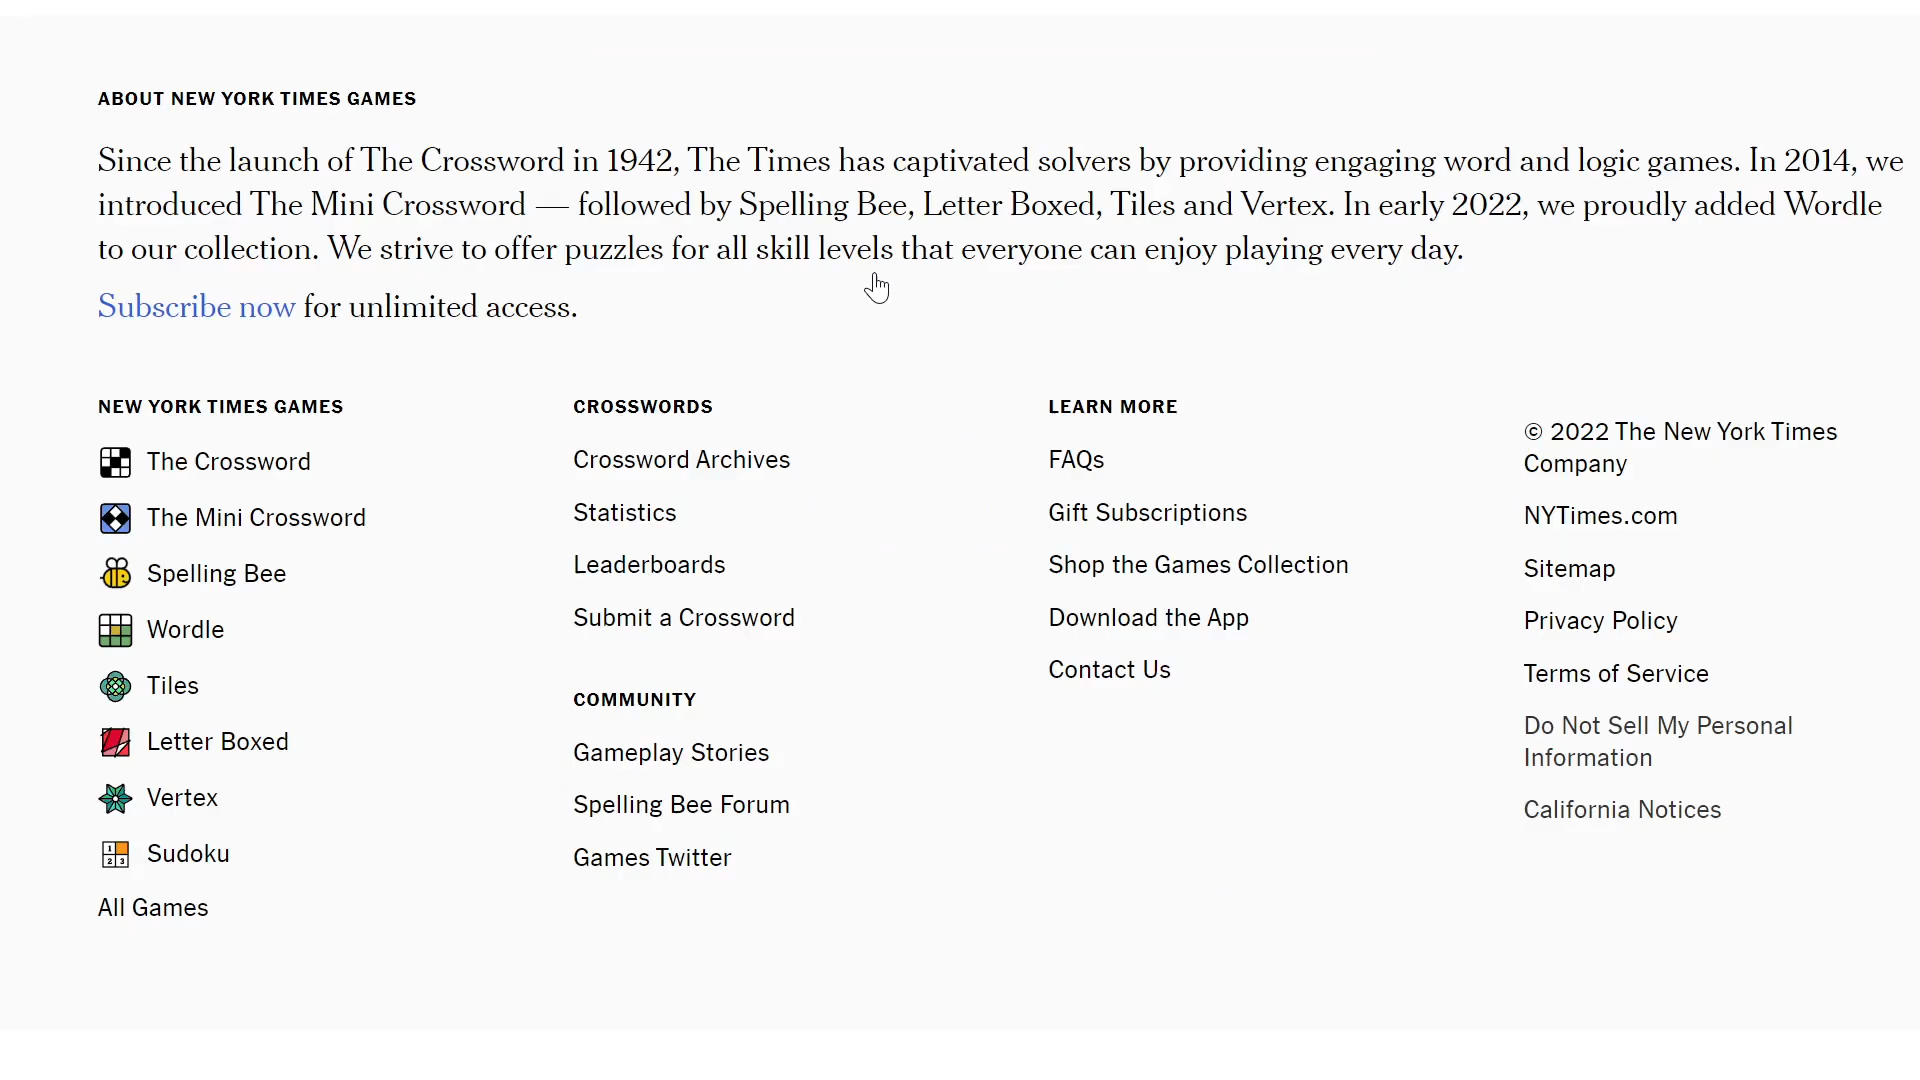 ABOUT NEW YORK TIMES GAMES
Since the launch of The Crossword in 1942, The Times has captivated solvers by providing engaging word and logic games. In 2014, we
introduced The Mini Crossword — followed by Spelling Bee, Letter Boxed, Tiles and Vertex. In early 2022, we proudly added Wordle
to our collection. We strive to offer puzzles for all skill levels that everyone can enjoy playing every day.
Subscribe now for unlimited access.
NEW YORK TIMES GAMES
The Crossword
The Mini Crossword
Spelling Bee
Wordle
Tiles
Letter Boxed
Vertex
1
2 3
Sudoku
All Games
CROSSWORDS
Crossword Archives
Statistics
Leaderboards
Submit a Crossword
COMMUNITY
Gameplay Stories
Spelling Bee Forum
Games Twitter
LEARN MORE
FAQs
Gift Subscriptions
Shop the Games Collection
Download the App
Contact Us
© 2022 The New York Times
Company
NYTimes.com
Sitemap
Privacy Policy
Terms of Service
Do Not Sell My Personal
Information
California Notices